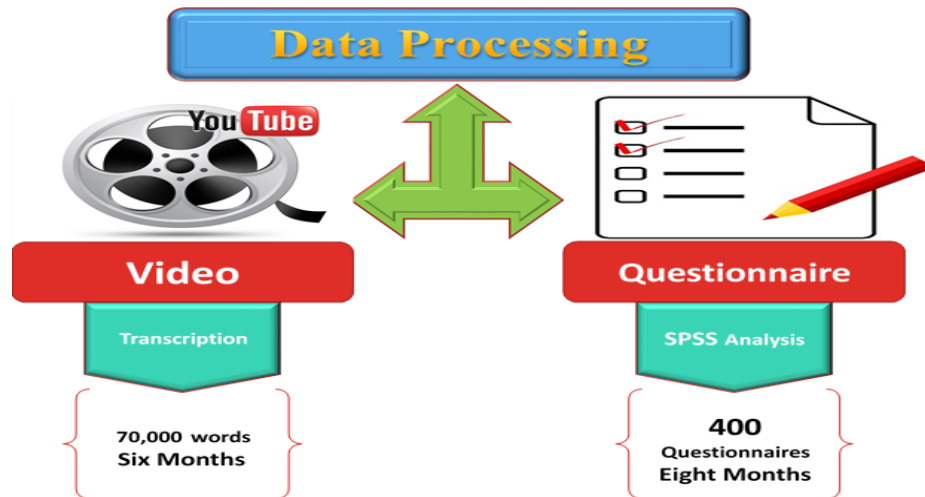 Data Processing
YouTube
Video
Questionnaire
Transcription
SPSS Analysis
70,000 words
Six Months
400
Questionnaires
Eight Months